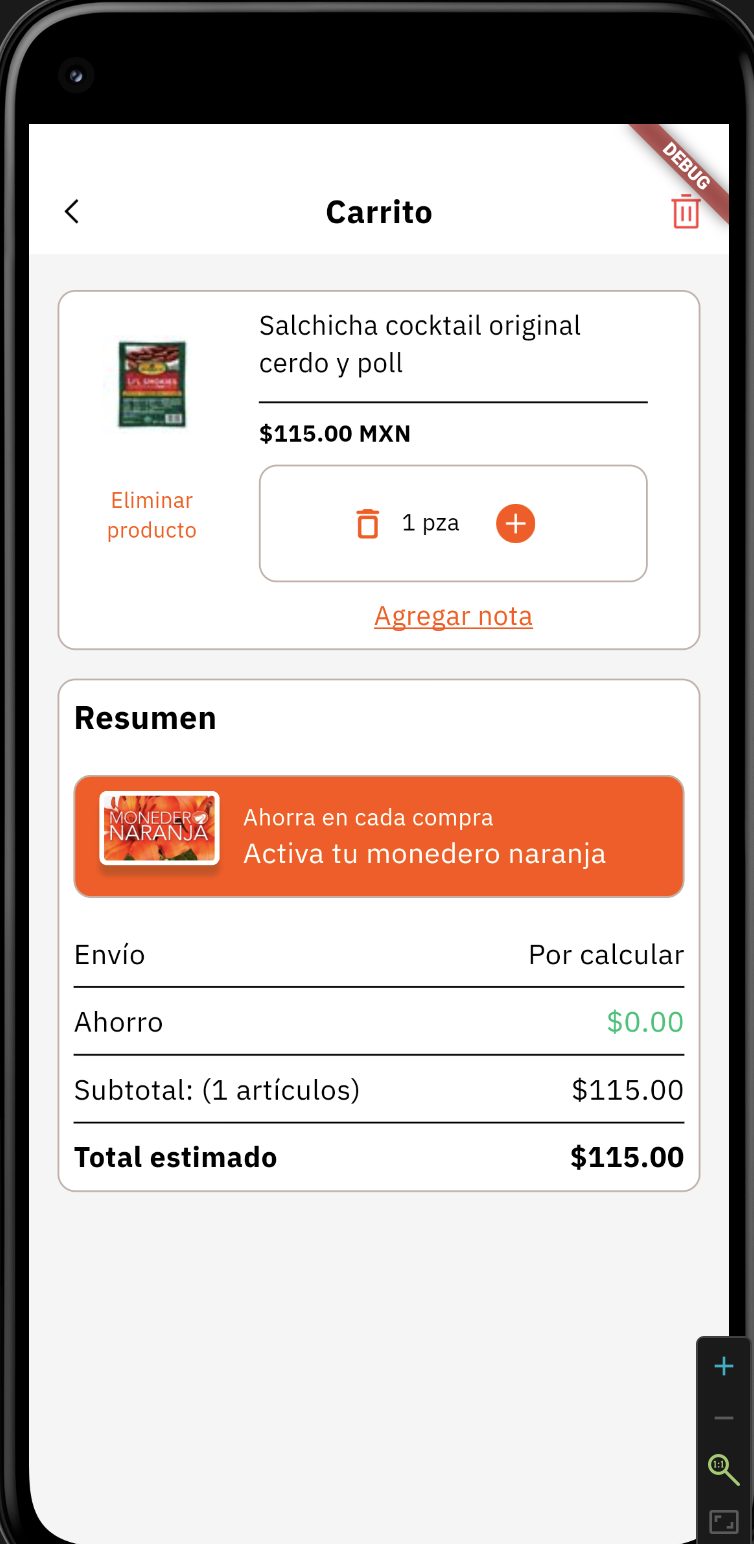 DEBUG
Carrito
Salchicha cocktail original
cerdo y poll
$115.00 MXN
Eliminar
producto
1 pza
Agregar nota
Resumen
MONEDERO
NARANJA
Ahorra en cada compra
Activa tu monedero naranja
Envío
Por calcular
Ahorro
$0.00
Subtotal: (1 artículos)
$115.00
Total estimado
$115.00
1:1